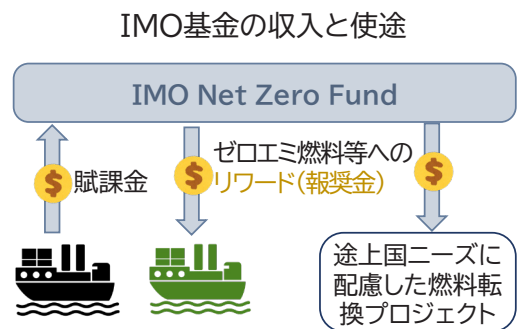 IMO基金の収入と使途
IMO Net Zero Fund
賦課金
ゼロエミ燃料等への
リワード(報奨金)
途上国ニーズに
配慮した燃料転
換プロジェクト
$
$
$